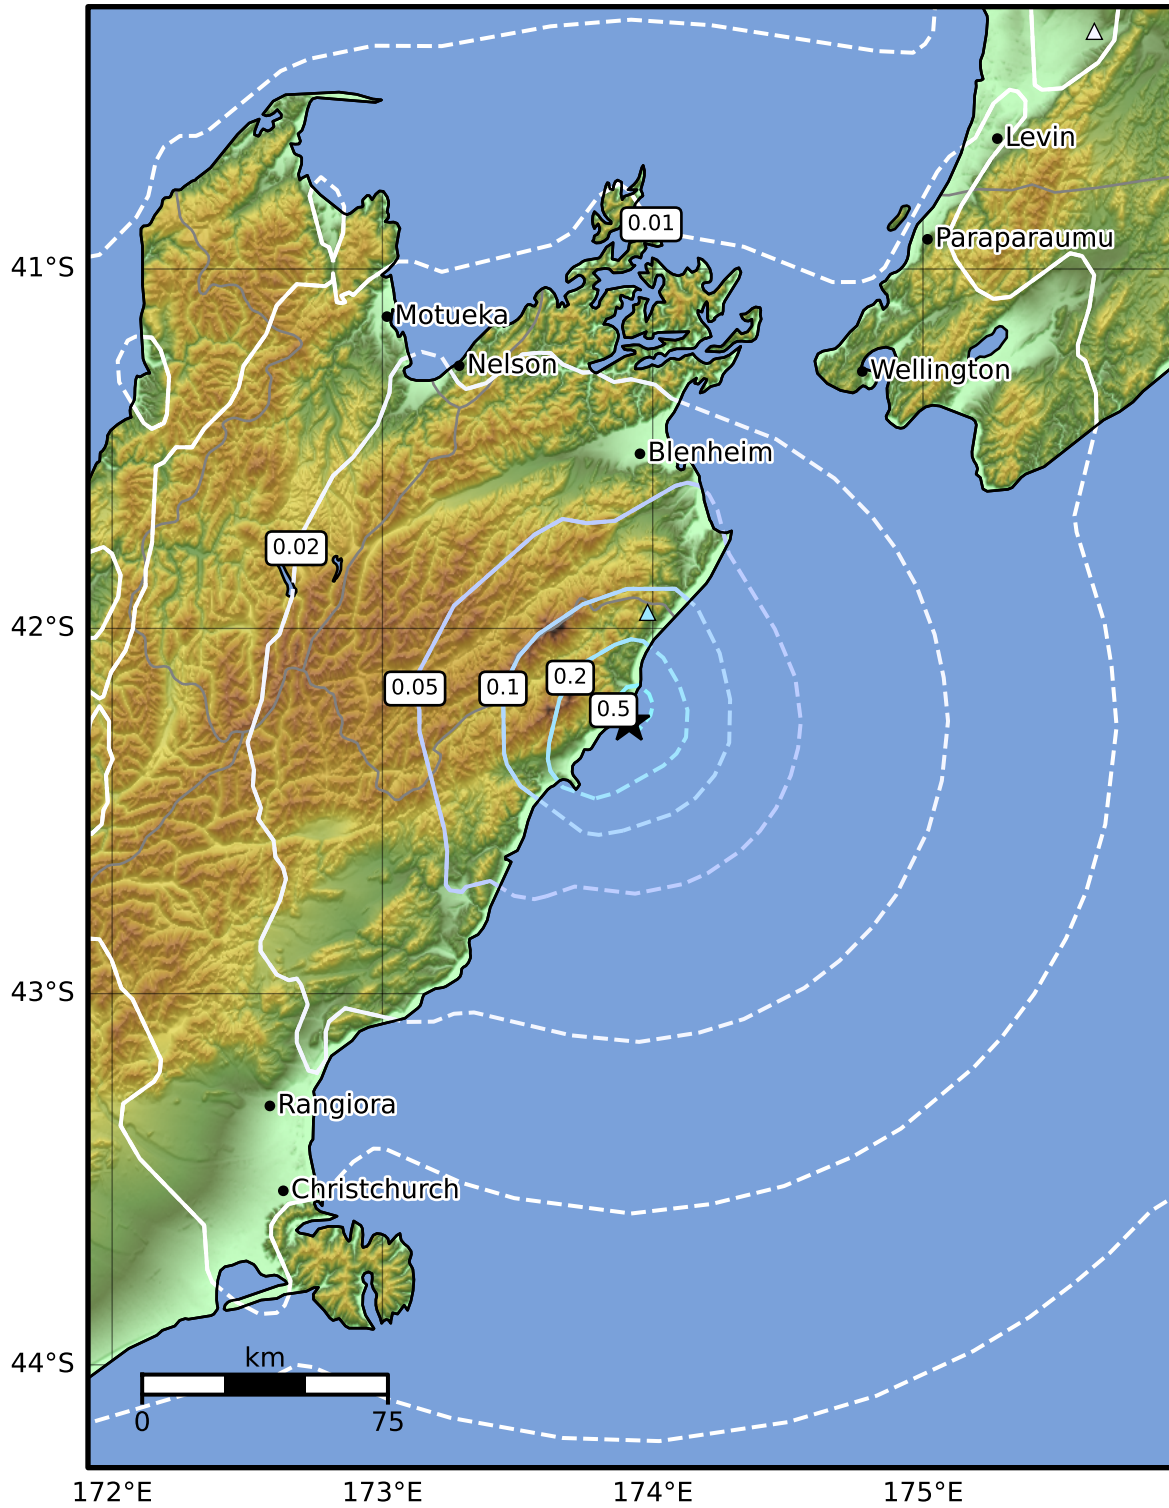 Levin
0.01
Paraparaumu
41°S
Motueka
Nelson
Wellington
Blenheim
0.02
42°S
0.05
0.1
0.2
0.5
43°S
Rangiora
Christchurch
km
44°S
0
75
172°E
173°E
174°E
175°E